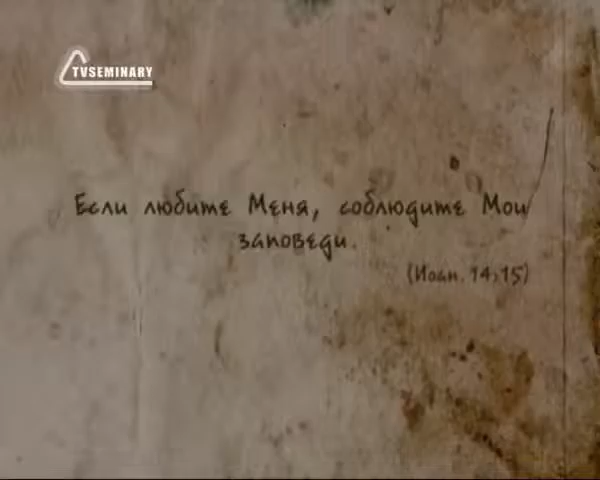 TVSEMINARY
Если любите Меня, соблюдите Мои
заповеди.
(Иоан. 14:15)